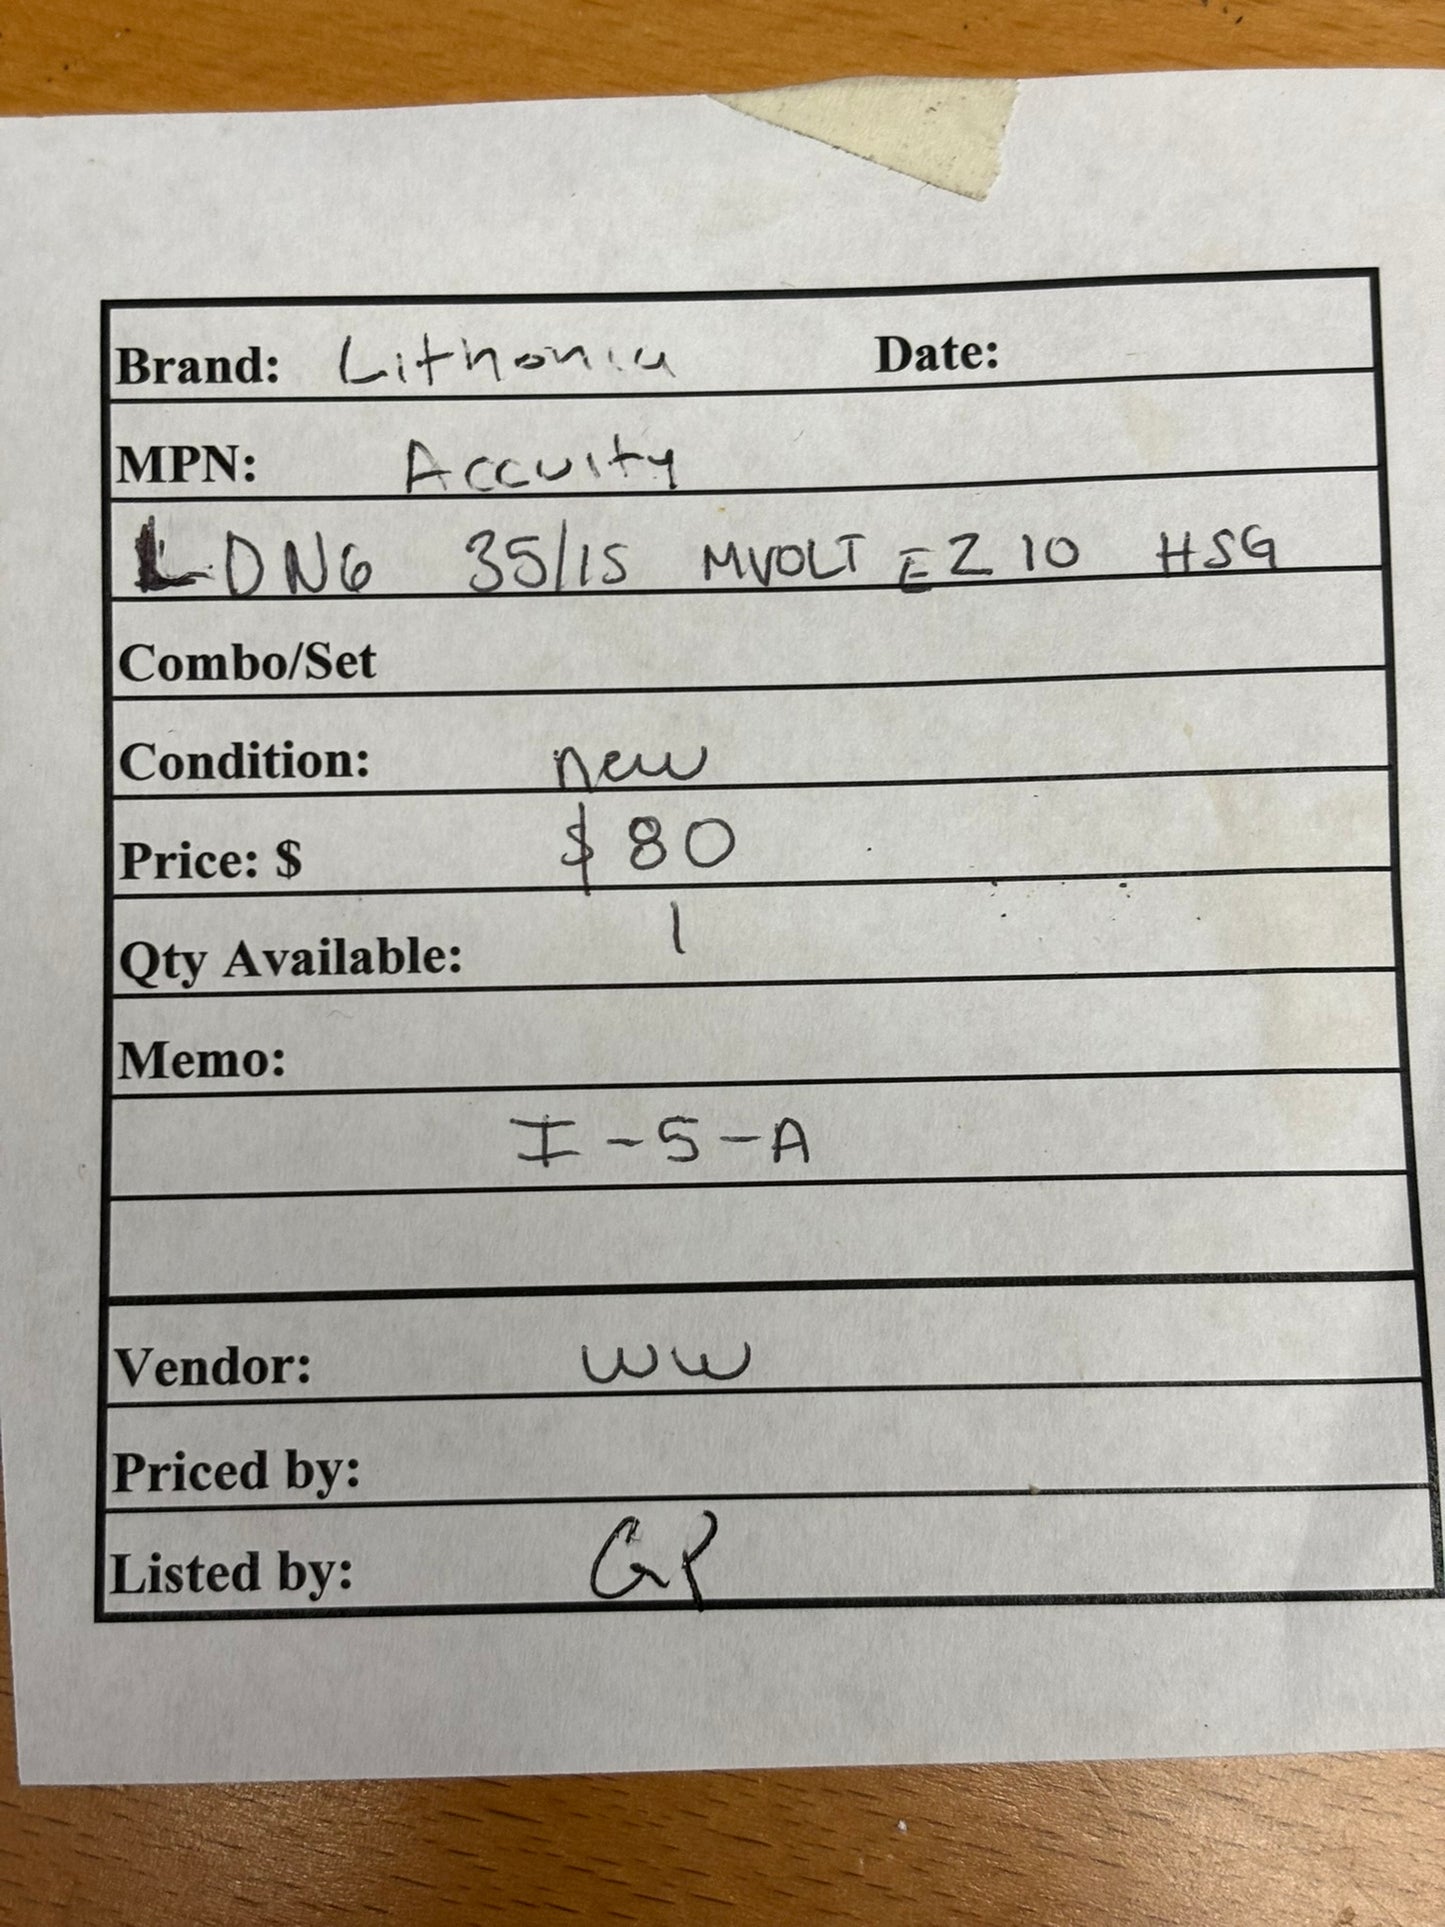 Brand: Lithonia Date:
MPN: Accuity
LDN6 35/15 MVOLT EZ10 HSG
Combo/Set
Condition: new
Price: $ $80
Qty Available: 1
Memo:
I-5-A
Vendor: WW
Priced by:
Listed by: GP